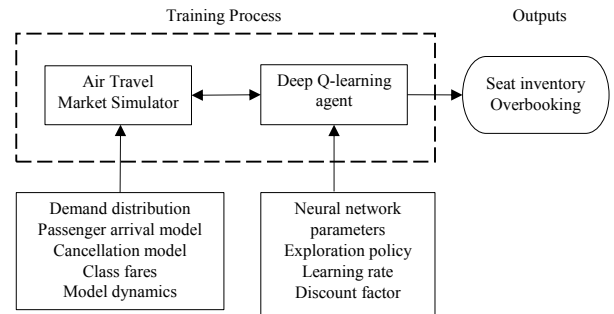 Training Process
Outputs
Air Travel
Market Simulator
Deep Q-learning
agent
Seat inventory
Overbooking
Demand distribution
Passenger arrival model
Cancellation model
Class fares
Model dynamics
Neural network
parameters
Exploration policy
Learning rate
Discount factor